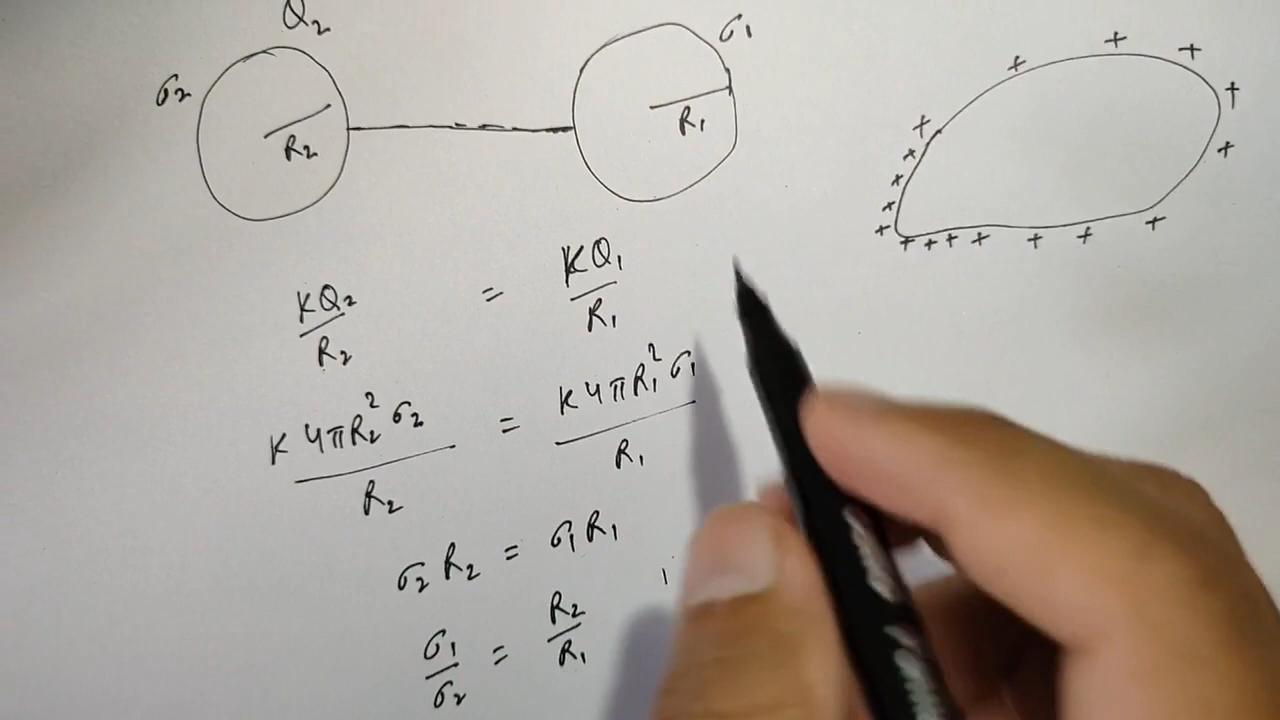 Q₂
σ₂ R₂ R₁ σ₁
KQ₂/R₂ = KQ₁/R₁
K4πR₂²σ₂/R₂ = K4πR₁²σ₁/R₁
σ₂R₂ = σ₁R₁
σ₁/σ₂ = R₂/R₁
+ + + + + + + + + + + + + + + + + +